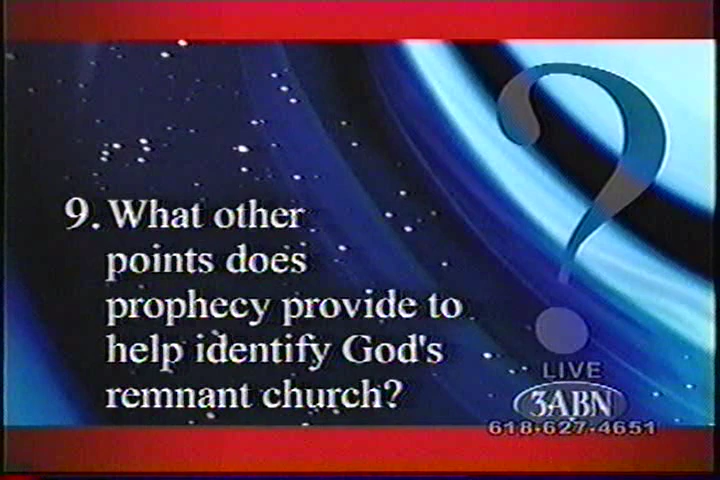 9. What other
points does
prophecy provide to
help identify God's
remnant church?
?
LIVE
3ABN
618-627-4651